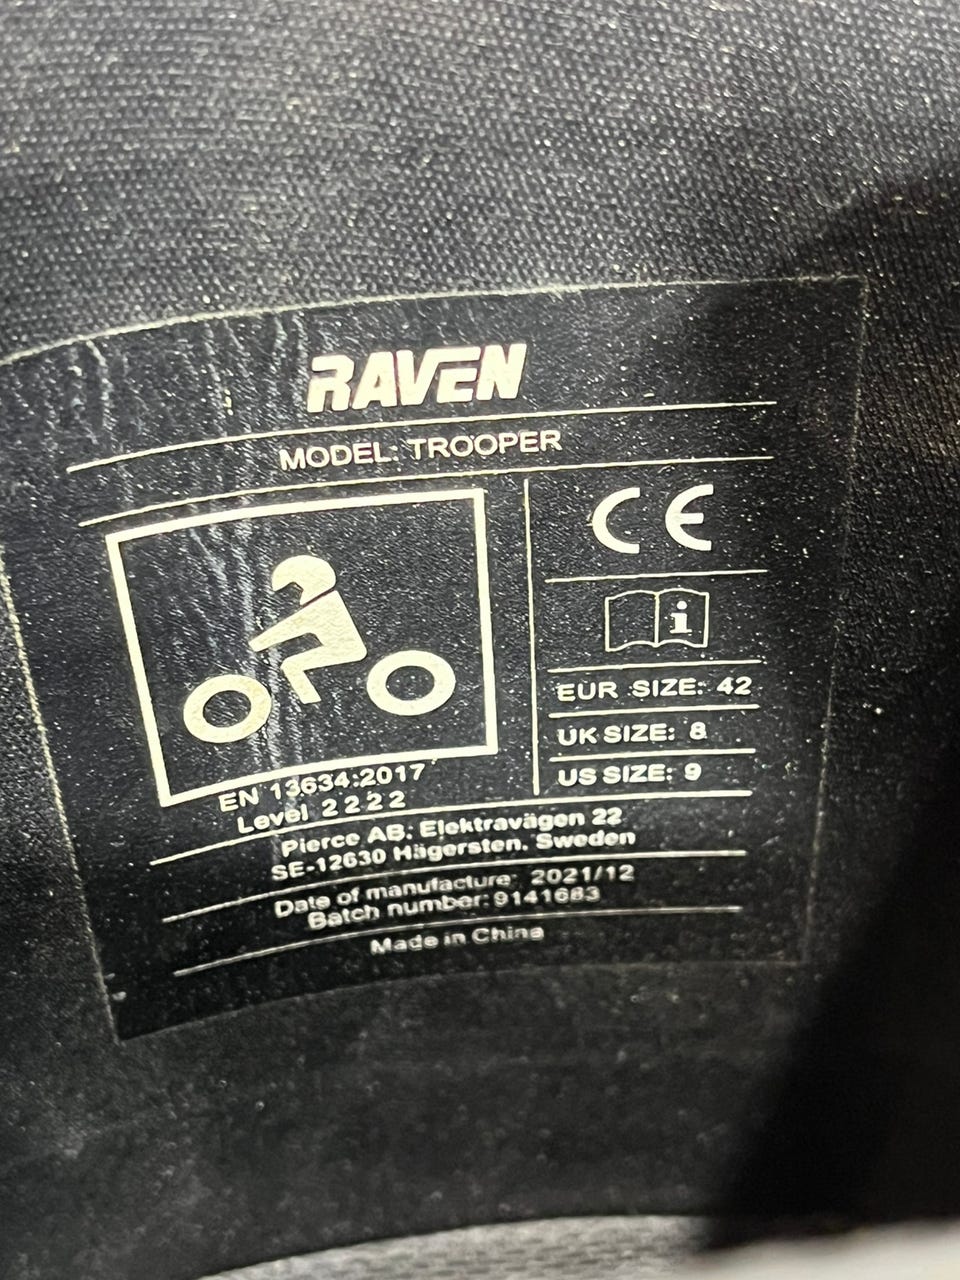 RAVEN
MODEL: TROOPER
CE
i
EUR SIZE: 42
UK SIZE: 8
US SIZE: 9
EN 13634:2017
Level 2 2 2 2
Pierce AB. Elektravägen 22
SE-12630 Hägersten. Sweden
Date of manufacture: 2021/12
Batch number: 9141683
Made in China